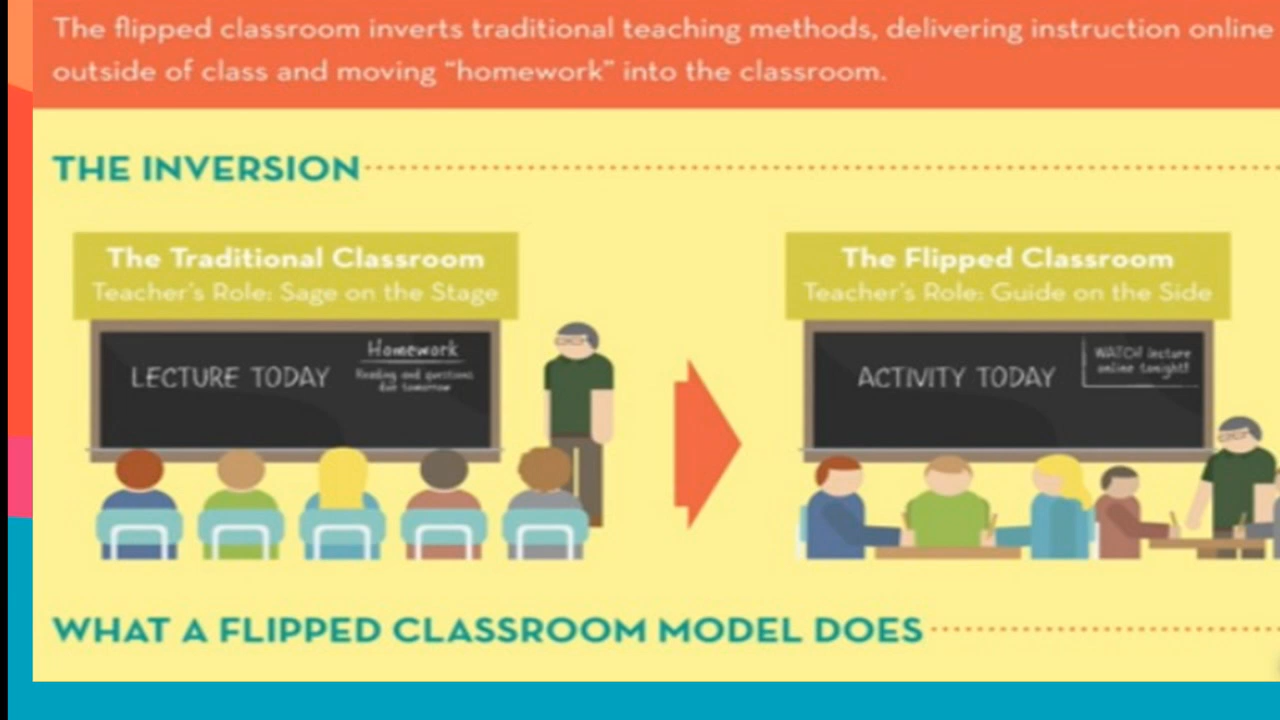 The flipped classroom inverts traditional teaching methods, delivering instruction online
outside of class and moving “homework” into the classroom.
THE INVERSION
The Traditional Classroom
Teacher's Role: Sage on the Stage
Homework
Reading and questions
due tomorrow
LECTURE TODAY
The Flipped Classroom
Teacher's Role: Guide on the Side
WATCH lecture
online tonight!
ACTIVITY TODAY
WHAT A FLIPPED CLASSROOM MODEL DOES